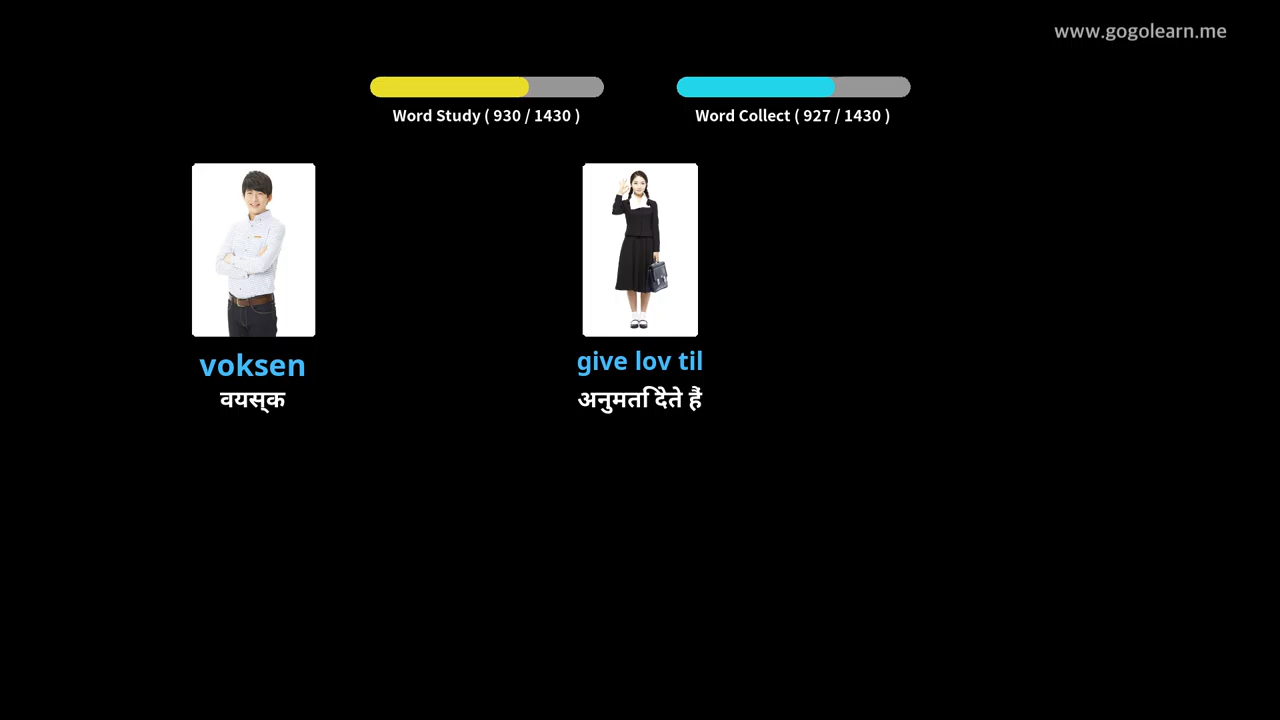 www.gogolearn.me
Word Study ( 930 / 1430 )
Word Collect ( 927 / 1430 )
voksen
वयस्क
give lov til
अनुमति देते हैं